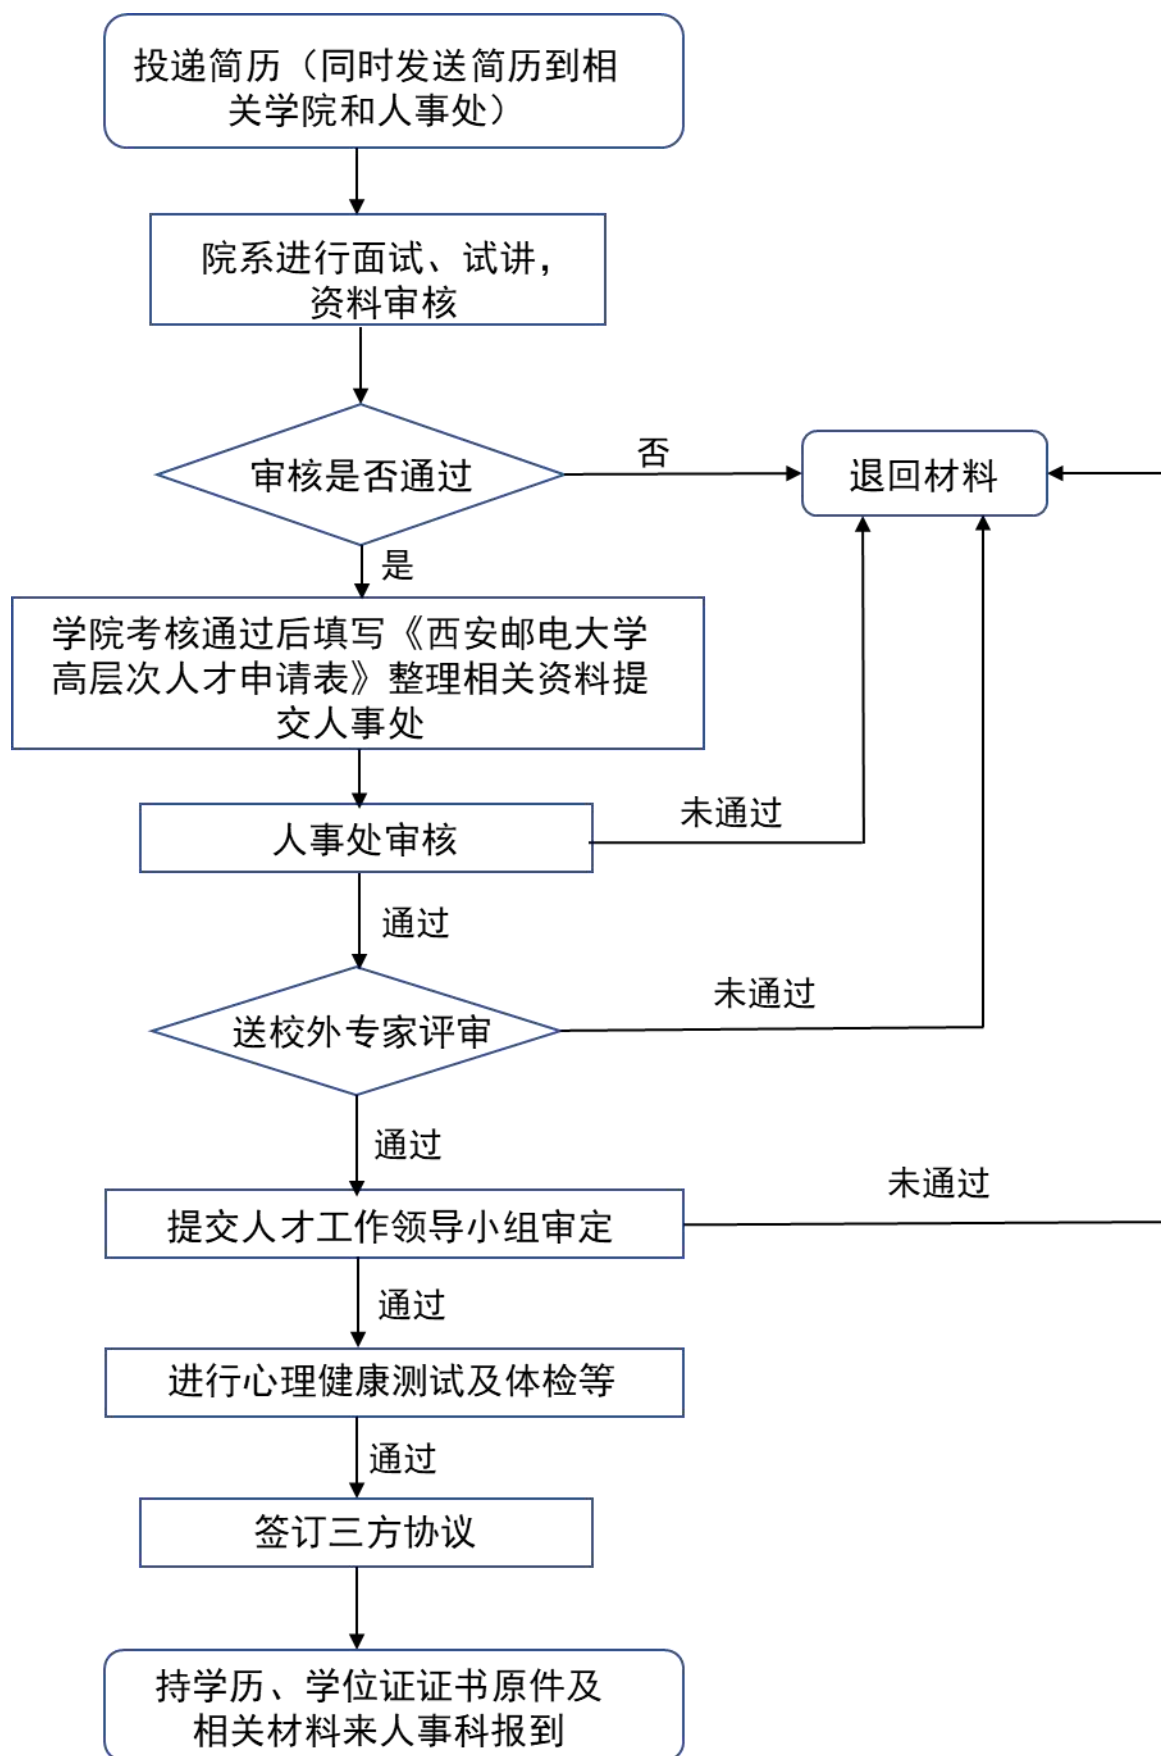 投递简历（同时发送简历到相
关学院和人事处）
院系进行面试、试讲，
资料审核
审核是否通过
否
退回材料
是
学院考核通过后填写《西安邮电大学
高层次人才申请表》整理相关资料提
交人事处
人事处审核
未通过
通过
送校外专家评审
未通过
通过
提交人才工作领导小组审定
未通过
通过
进行心理健康测试及体检等
通过
签订三方协议
持学历、学位证证书原件及
相关材料来人事科报到